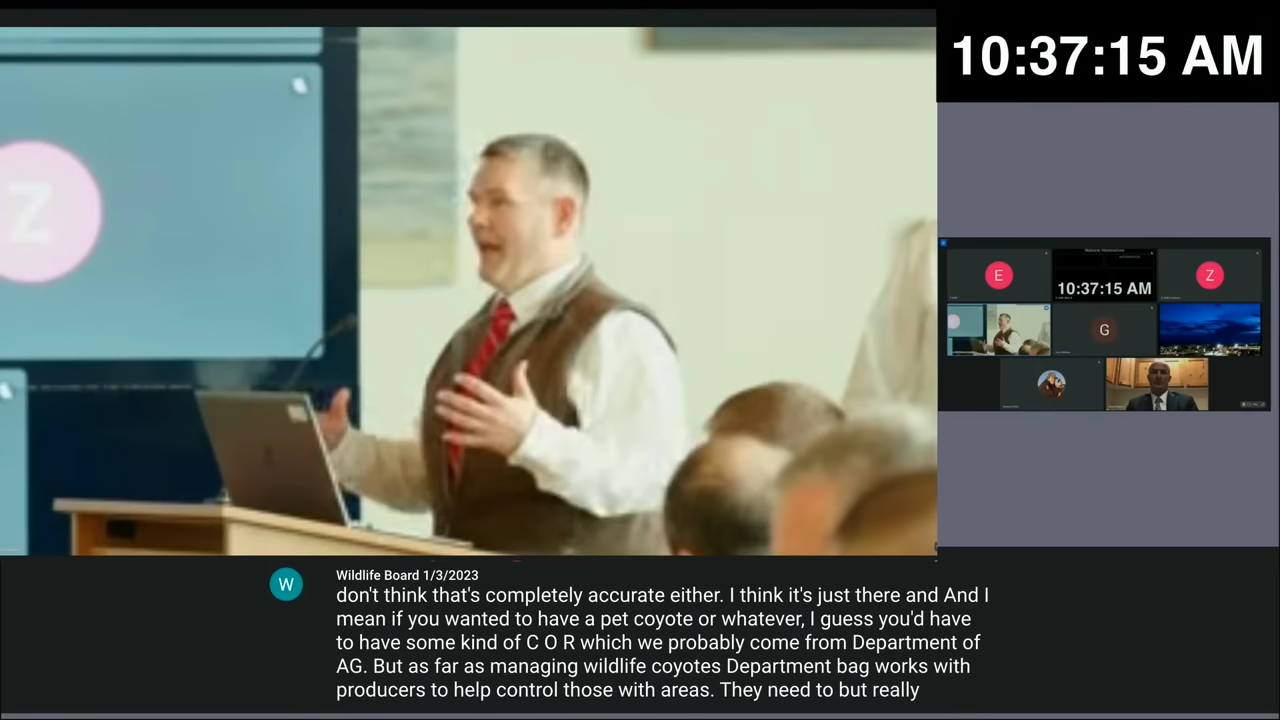 10:37:15 AM
Z
E
10:37:15 AM
Z
G
W
Wildlife Board 1/3/2023
don't think that's completely accurate either. I think it's just there and And I
mean if you wanted to have a pet coyote or whatever, I guess you'd have
to have some kind of C O R which we probably come from Department of
AG. But as far as managing wildlife coyotes Department bag works with
producers to help control those with areas. They need to but really